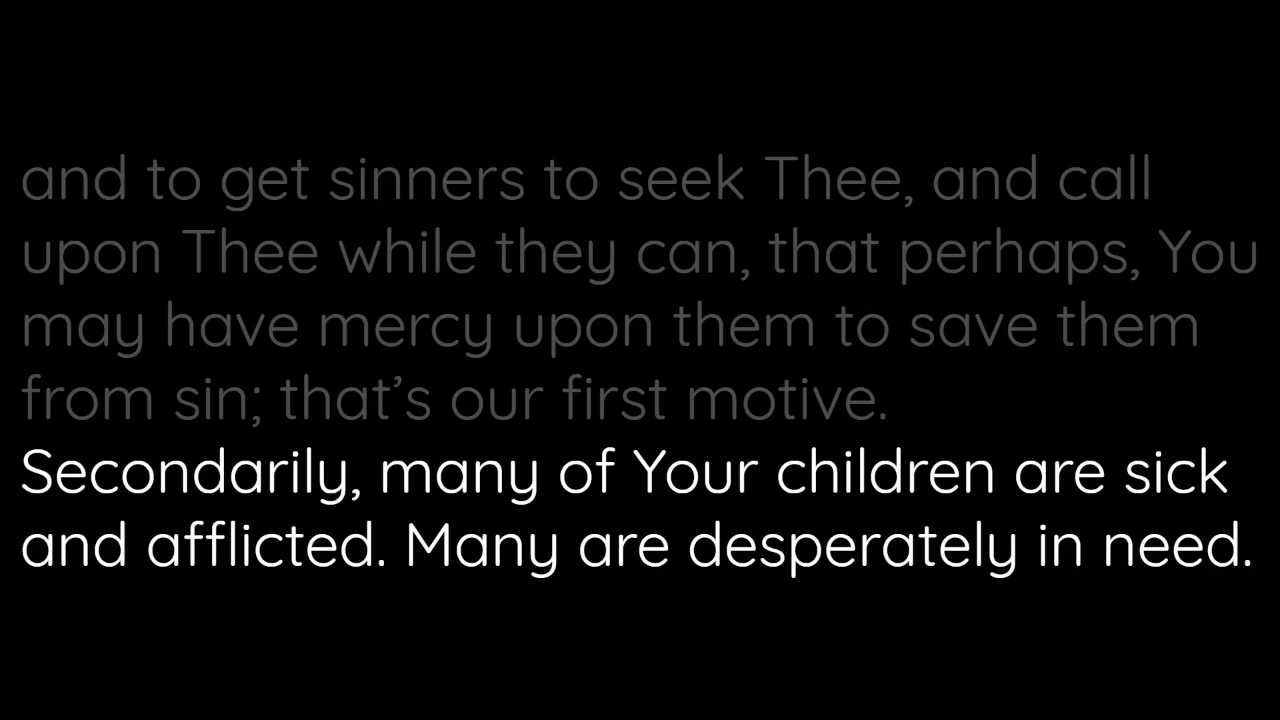 and to get sinners to seek Thee, and call
upon Thee while they can, that perhaps, You
may have mercy upon them to save them
from sin; that’s our first motive.
Secondarily, many of Your children are sick
and afflicted. Many are desperately in need.